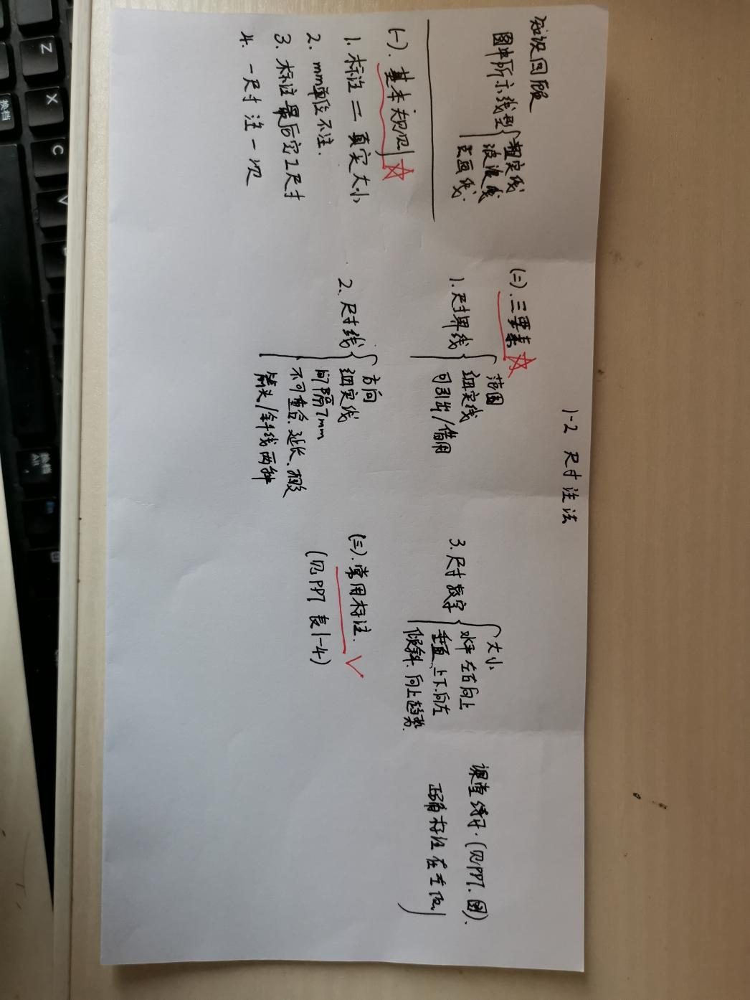 1-2 尺寸注法
知识回顾
图中所示线型
粗实线
波浪线
点画线
(一).基本规则
1.标注=真实大小
2.mm单位不注.
3.标注最后完工尺寸
4.一尺寸注一次
(二).三要素
1.尺寸界线
范围
细实线
可引出/借用
2.尺寸线
方向
细实线
间隔7mm
不可重合.延长.
箭头/斜线两种
3.尺寸数字
大小
水平左右向上
垂直,上下.向左
倾斜.向上趋势.
(三).常用标注.
(见PPT 表1-4)
课堂练习.(见PPT.图).
正确标注在左侧
Z
X
C
V
换档
Alt
Fn